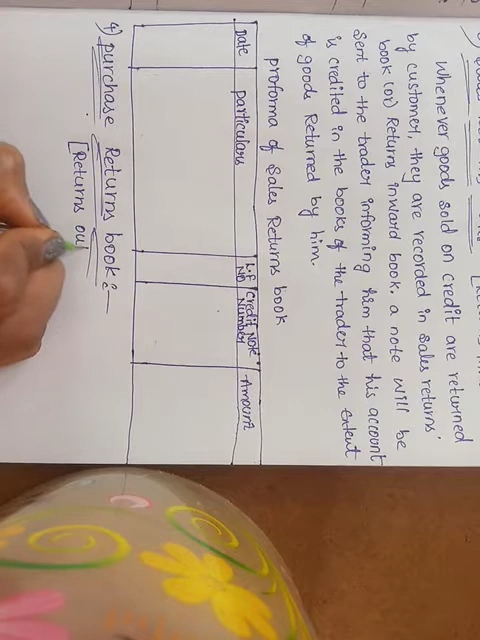 Whenever goods sold on credit are returned
by customer, they are recorded in sales returns
book (or) Returns inward book. a note will be
sent to the trader informing him that his account
is credited in the books of the trader to the extent
of goods Returned by him.
proforma of Sales Returns book
Date particulars L.F No Credit Note Number Amount
4) purchase Returns book :-
[Returns ou